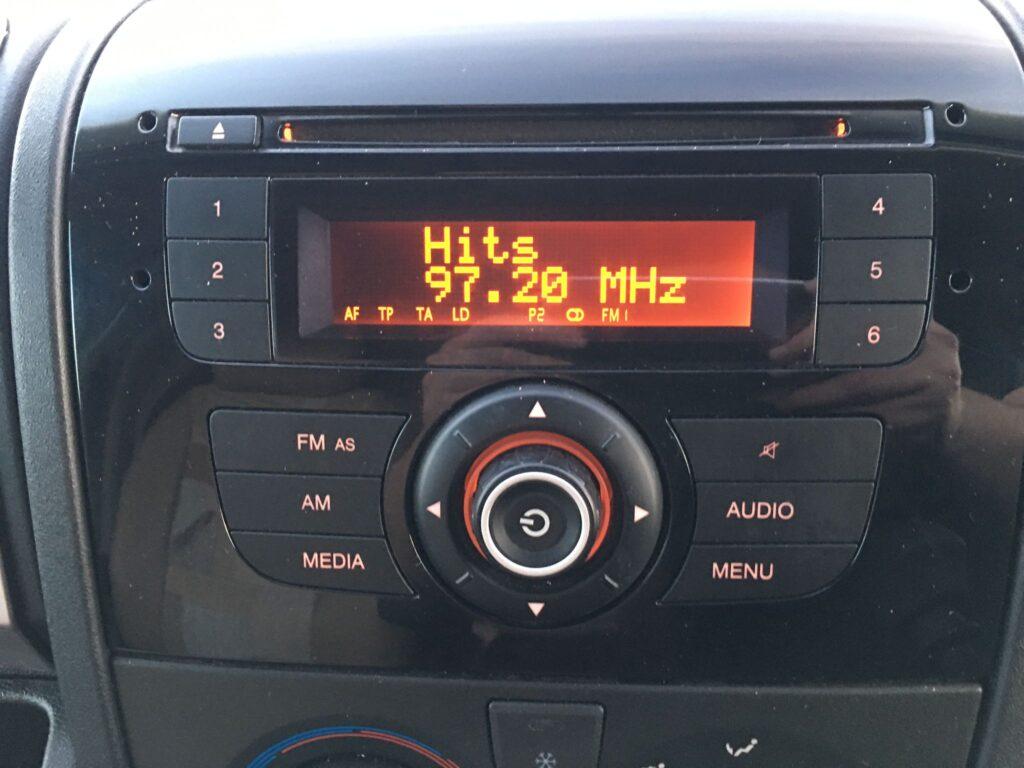 1
2
3
Hits
97.20 MHz
AF TP TA LD P2 FM1
4
5
6
FM AS
AM
MEDIA
AUDIO
MENU